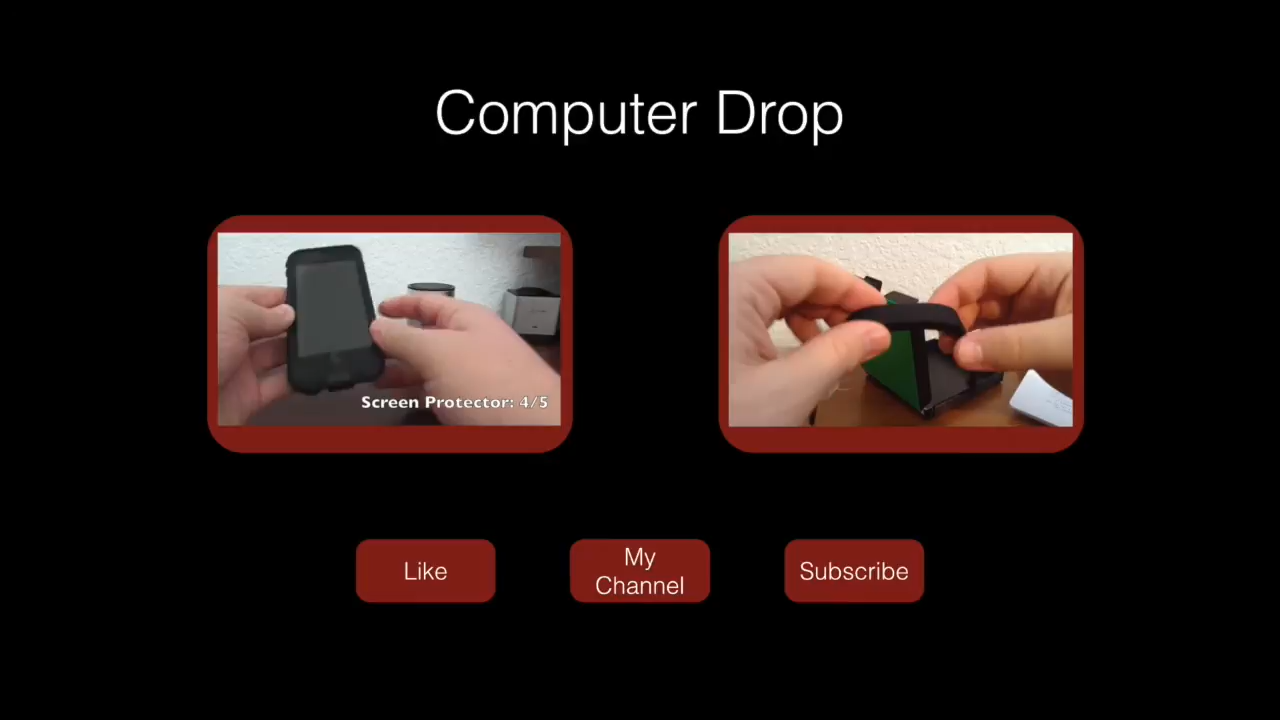 Computer Drop
Screen Protector: 4/5
Like
My
Channel
Subscribe